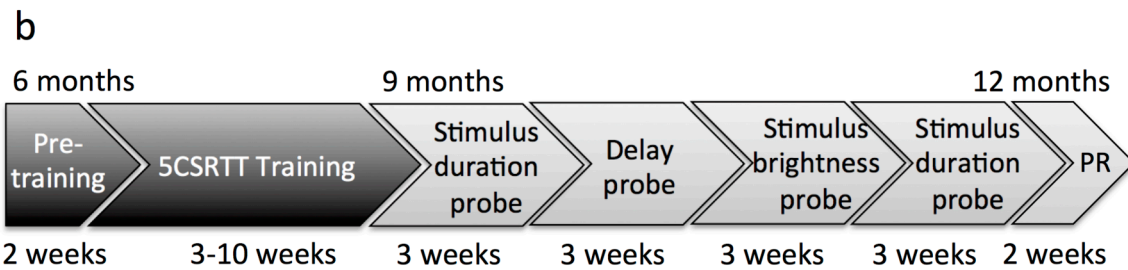 b
6 months
9 months
12 months
Pre-
training
5CSRTT Training
Stimulus
duration
probe
Delay
probe
Stimulus
brightness
probe
Stimulus
duration
probe
PR
2 weeks
3-10 weeks
3 weeks
3 weeks
3 weeks
3 weeks
2 weeks